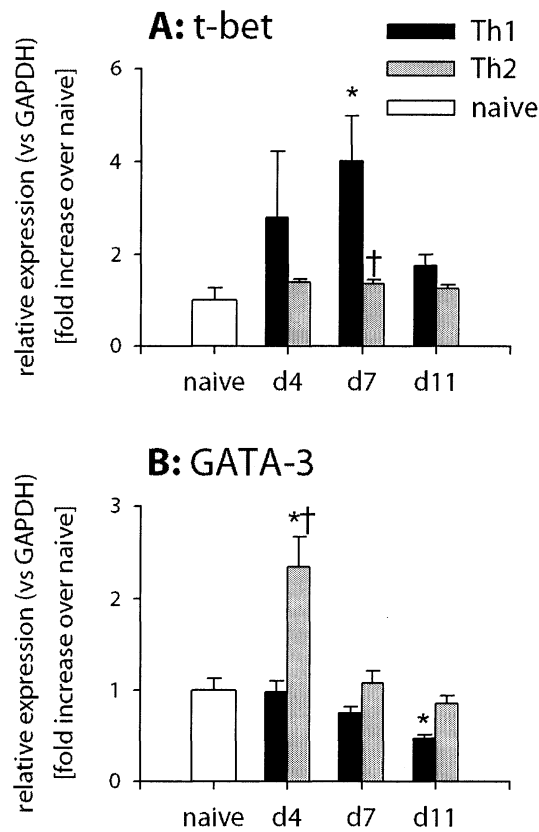 A: t-bet
Th1
Th2
naive
relative expression (vs GAPDH)
[fold increase over naive]
6
4
2
0
*
†
naive d4 d7 d11
B: GATA-3
relative expression (vs GAPDH)
[fold increase over naive]
3
2
1
0
*†
*
naive d4 d7 d11